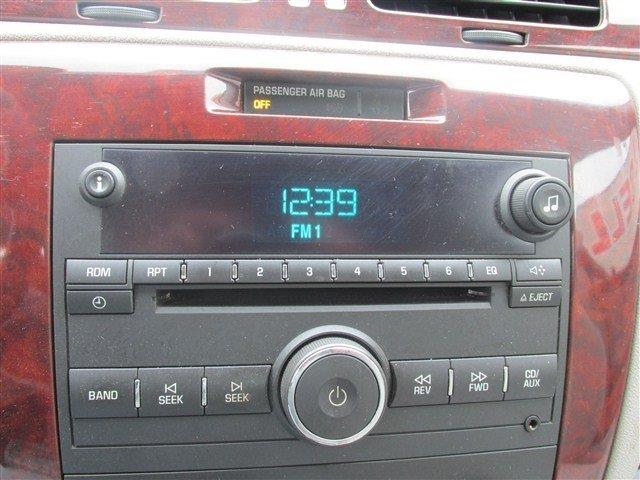 PASSENGER AIR BAG
OFF
12:39
FM1
RDM RPT 1 2 3 4 5 6 EQ
EJECT
BAND SEEK SEEK REV FWD CD/
AUX